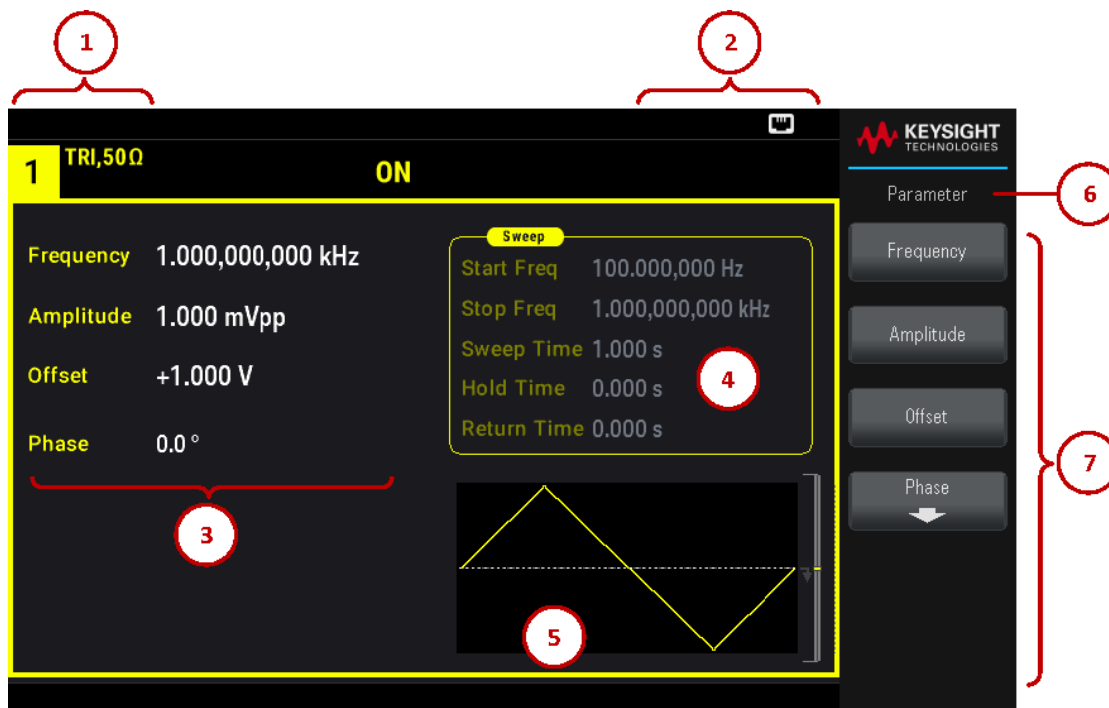 1
2
KEYSIGHT
TECHNOLOGIES
1 TRI,50Ω
ON
Parameter
6
Frequency 1.000,000,000 kHz
Amplitude 1.000 mVpp
Offset +1.000 V
Phase 0.0 °
3
Sweep
Start Freq 100.000,000 Hz
Stop Freq 1.000,000,000 kHz
Sweep Time 1.000 s
Hold Time 0.000 s
Return Time 0.000 s
4
5
Frequency
Amplitude
Offset
Phase
7